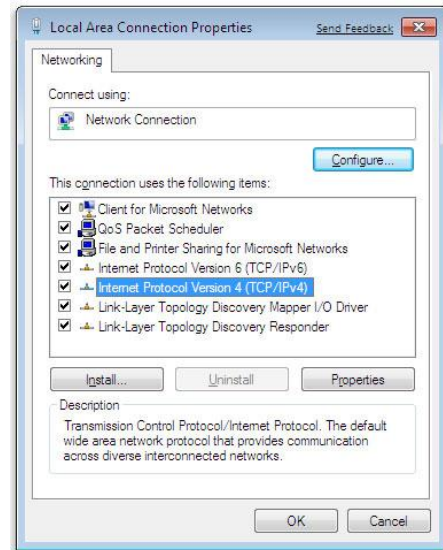 Local Area Connection Properties
Send Feedback
Networking
Connect using:
Network Connection
Configure...
This connection uses the following items:
Client for Microsoft Networks
QoS Packet Scheduler
File and Printer Sharing for Microsoft Networks
Internet Protocol Version 6 (TCP/IPv6)
Internet Protocol Version 4 (TCP/IPv4)
Link-Layer Topology Discovery Mapper I/O Driver
Link-Layer Topology Discovery Responder
Install...
Uninstall
Properties
Description
Transmission Control Protocol/Internet Protocol. The default
wide area network protocol that provides communication
across diverse interconnected networks.
OK
Cancel